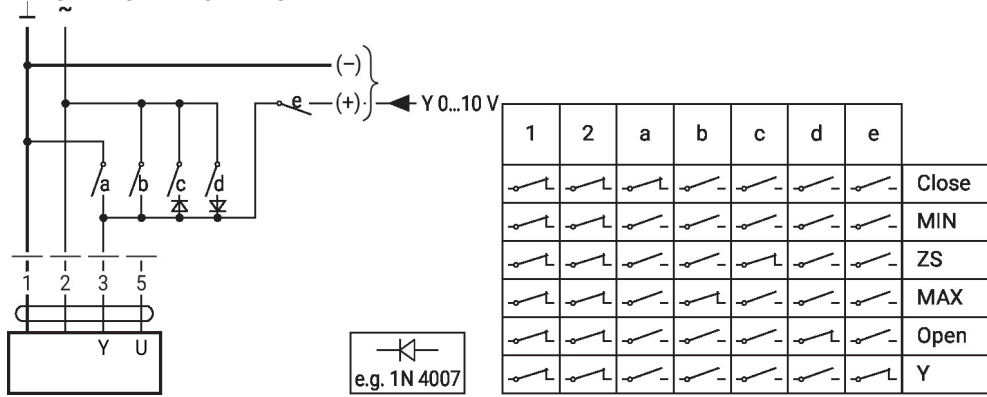 ⊥ ~
(–)
e (+) Y 0...10 V
a b c d
1 2 3 5
Y U
e.g. 1N 4007
1 2 a b c d e
Close
MIN
ZS
MAX
Open
Y